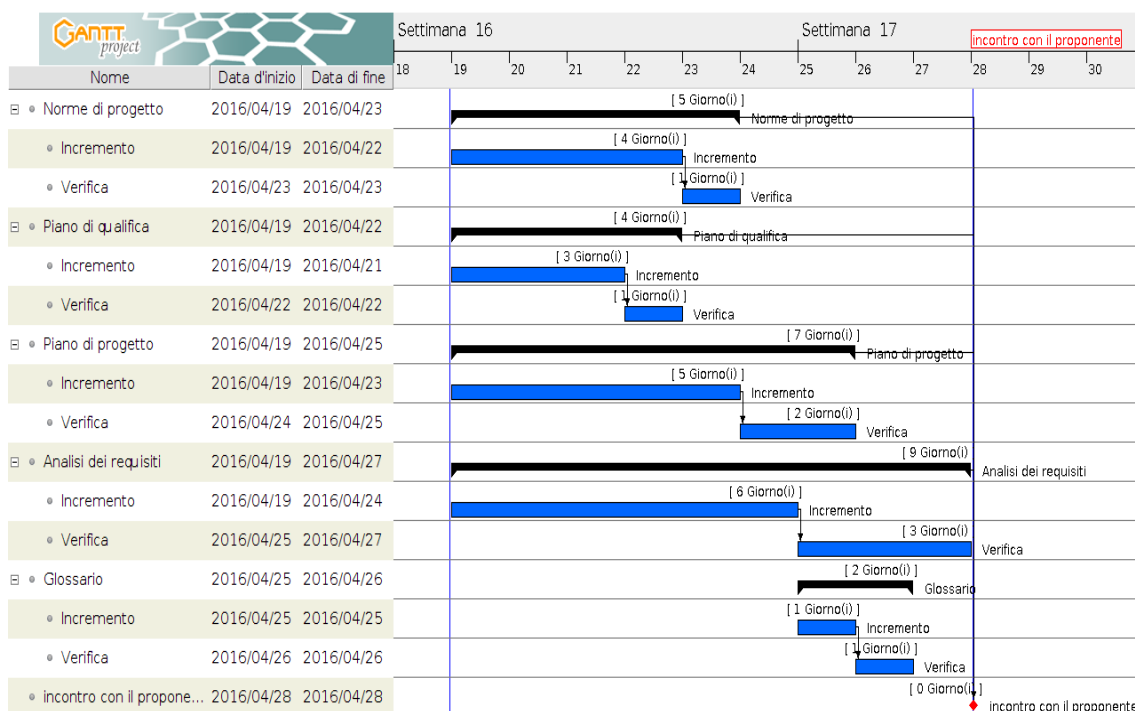 GANTT project
Settimana 16 Settimana 17
incontro con il proponente
Nome Data d'inizio Data di fine
18 19 20 21 22 23 24 25 26 27 28 29 30
Norme di progetto 2016/04/19 2016/04/23
[ 5 Giorno(i) ]
Norme di progetto
Incremento 2016/04/19 2016/04/22
[ 4 Giorno(i) ]
Incremento
Verifica 2016/04/23 2016/04/23
[ 1 Giorno(i) ]
Verifica
Piano di qualifica 2016/04/19 2016/04/22
[ 4 Giorno(i) ]
Piano di qualifica
Incremento 2016/04/19 2016/04/21
[ 3 Giorno(i) ]
Incremento
Verifica 2016/04/22 2016/04/22
[ 1 Giorno(i) ]
Verifica
Piano di progetto 2016/04/19 2016/04/25
[ 7 Giorno(i) ]
Piano di progetto
Incremento 2016/04/19 2016/04/23
[ 5 Giorno(i) ]
Incremento
Verifica 2016/04/24 2016/04/25
[ 2 Giorno(i) ]
Verifica
Analisi dei requisiti 2016/04/19 2016/04/27
[ 9 Giorno(i)
Analisi dei requisiti
Incremento 2016/04/19 2016/04/24
[ 6 Giorno(i) ]
Incremento
Verifica 2016/04/25 2016/04/27
[ 3 Giorno(i)
Verifica
Glossario 2016/04/25 2016/04/26
[ 2 Giorno(i) ]
Glossario
Incremento 2016/04/25 2016/04/25
[ 1 Giorno(i) ]
Incremento
Verifica 2016/04/26 2016/04/26
[ 1 Giorno(i) ]
Verifica
incontro con il propone... 2016/04/28 2016/04/28
[ 0 Giorno(i) ]
incontro con il proponente